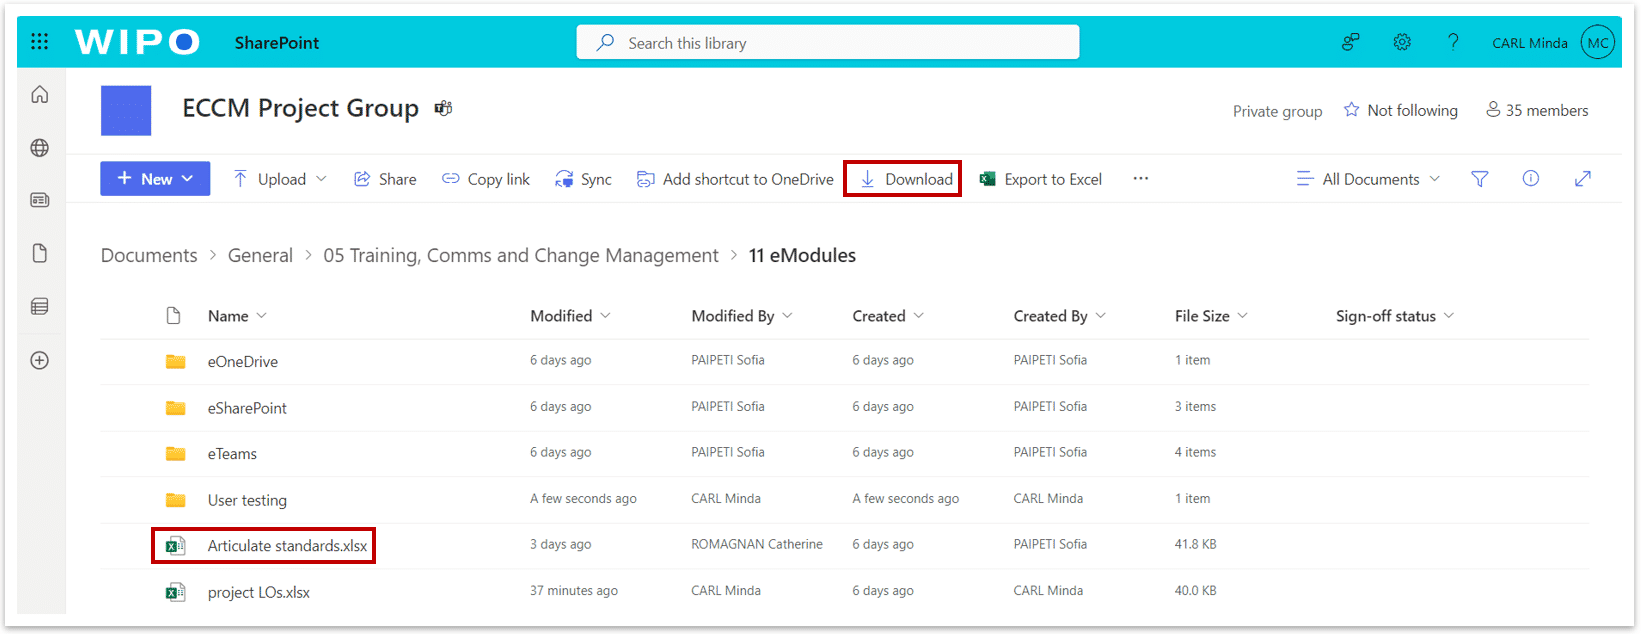 WIPO SharePoint Search this library CARL Minda MC
ECCM Project Group
Private group Not following 35 members
New Upload Share Copy link Sync Add shortcut to OneDrive Download Export to Excel All Documents
Documents > General > 05 Training, Comms and Change Management > 11 eModules
Name Modified Modified By Created Created By File Size Sign-off status
eOneDrive 6 days ago PAIPETI Sofia 6 days ago PAIPETI Sofia 1 item
eSharePoint 6 days ago PAIPETI Sofia 6 days ago PAIPETI Sofia 3 items
eTeams 6 days ago PAIPETI Sofia 6 days ago PAIPETI Sofia 4 items
User testing A few seconds ago CARL Minda A few seconds ago CARL Minda 1 item
Articulate standards.xlsx 3 days ago ROMAGNAN Catherine 6 days ago PAIPETI Sofia 41.8 KB
project LOs.xlsx 37 minutes ago CARL Minda 6 days ago CARL Minda 40.0 KB